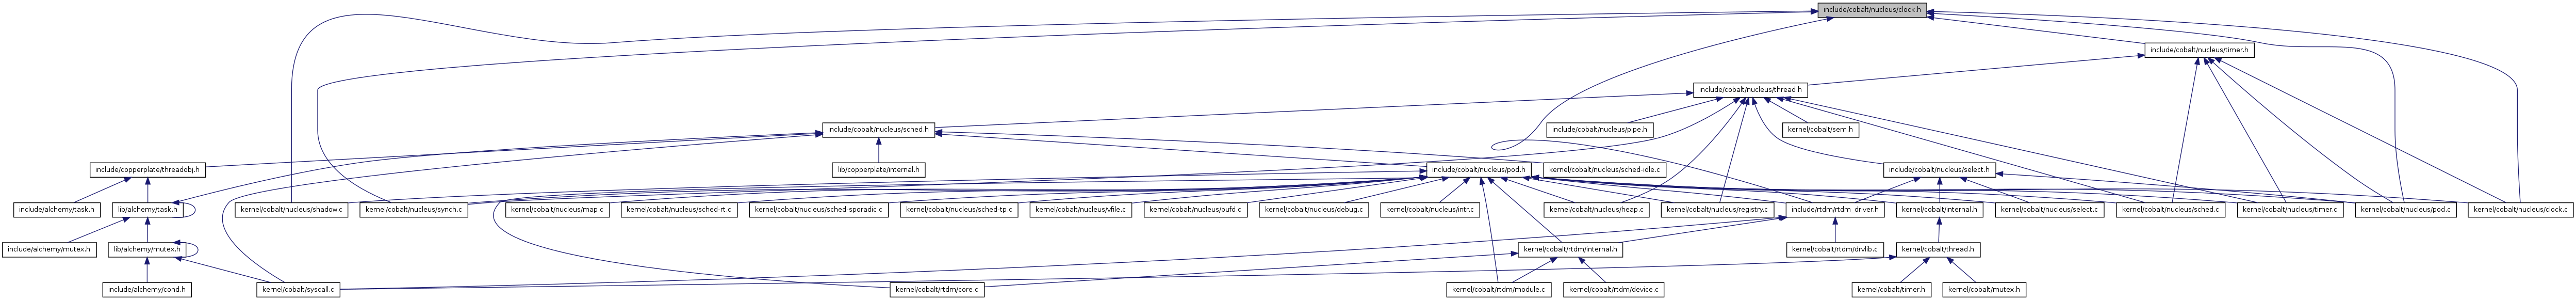 include/cobalt/nucleus/clock.h
include/cobalt/nucleus/timer.h
include/cobalt/nucleus/thread.h
include/cobalt/nucleus/sched.h
include/cobalt/nucleus/pipe.h
kernel/cobalt/sem.h
include/copperplate/threadobj.h
lib/copperplate/internal.h
include/cobalt/nucleus/pod.h
kernel/cobalt/nucleus/sched-idle.c
include/cobalt/nucleus/select.h
include/alchemy/task.h
lib/alchemy/task.h
kernel/cobalt/nucleus/shadow.c
kernel/cobalt/nucleus/synch.c
kernel/cobalt/nucleus/map.c
kernel/cobalt/nucleus/sched-rt.c
kernel/cobalt/nucleus/sched-sporadic.c
kernel/cobalt/nucleus/sched-tp.c
kernel/cobalt/nucleus/vfile.c
kernel/cobalt/nucleus/bufd.c
kernel/cobalt/nucleus/debug.c
kernel/cobalt/nucleus/intr.c
kernel/cobalt/nucleus/heap.c
kernel/cobalt/nucleus/registry.c
include/rtdm/rtdm_driver.h
kernel/cobalt/internal.h
kernel/cobalt/nucleus/select.c
kernel/cobalt/nucleus/sched.c
kernel/cobalt/nucleus/timer.c
kernel/cobalt/nucleus/pod.c
kernel/cobalt/nucleus/clock.c
include/alchemy/mutex.h
lib/alchemy/mutex.h
kernel/cobalt/rtdm/internal.h
kernel/cobalt/rtdm/drvlib.c
kernel/cobalt/thread.h
include/alchemy/cond.h
kernel/cobalt/syscall.c
kernel/cobalt/rtdm/core.c
kernel/cobalt/rtdm/module.c
kernel/cobalt/rtdm/device.c
kernel/cobalt/timer.h
kernel/cobalt/mutex.h